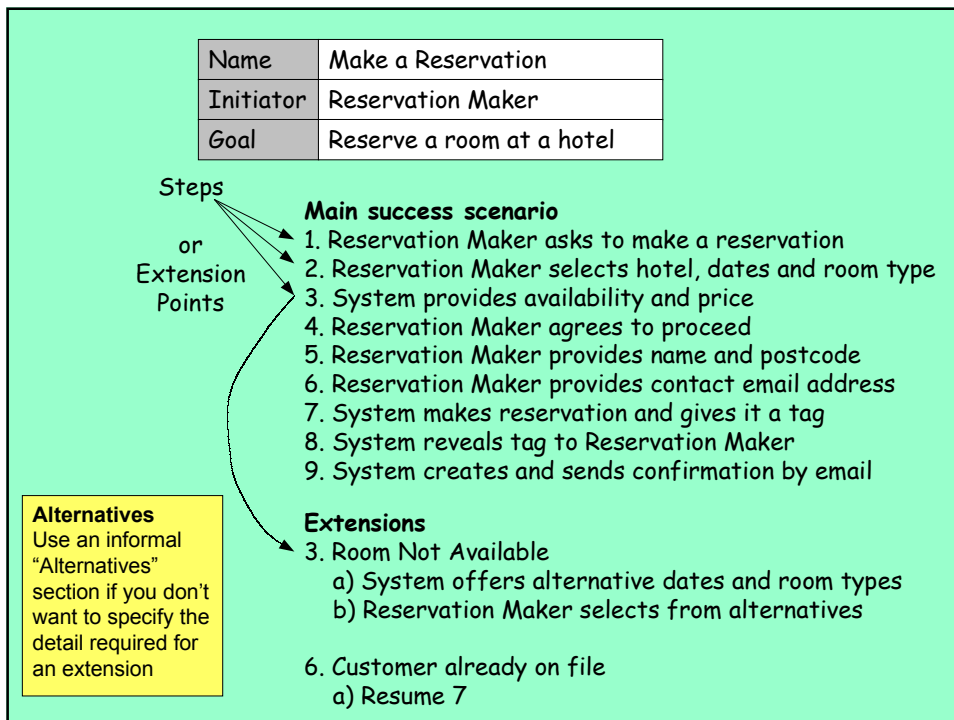 Name Make a Reservation
Initiator Reservation Maker
Goal Reserve a room at a hotel
Steps
or
Extension
Points
Main success scenario
1. Reservation Maker asks to make a reservation
2. Reservation Maker selects hotel, dates and room type
3. System provides availability and price
4. Reservation Maker agrees to proceed
5. Reservation Maker provides name and postcode
6. Reservation Maker provides contact email address
7. System makes reservation and gives it a tag
8. System reveals tag to Reservation Maker
9. System creates and sends confirmation by email
Alternatives
Use an informal
“Alternatives”
section if you don’t
want to specify the
detail required for
an extension
Extensions
3. Room Not Available
a) System offers alternative dates and room types
b) Reservation Maker selects from alternatives
6. Customer already on file
a) Resume 7